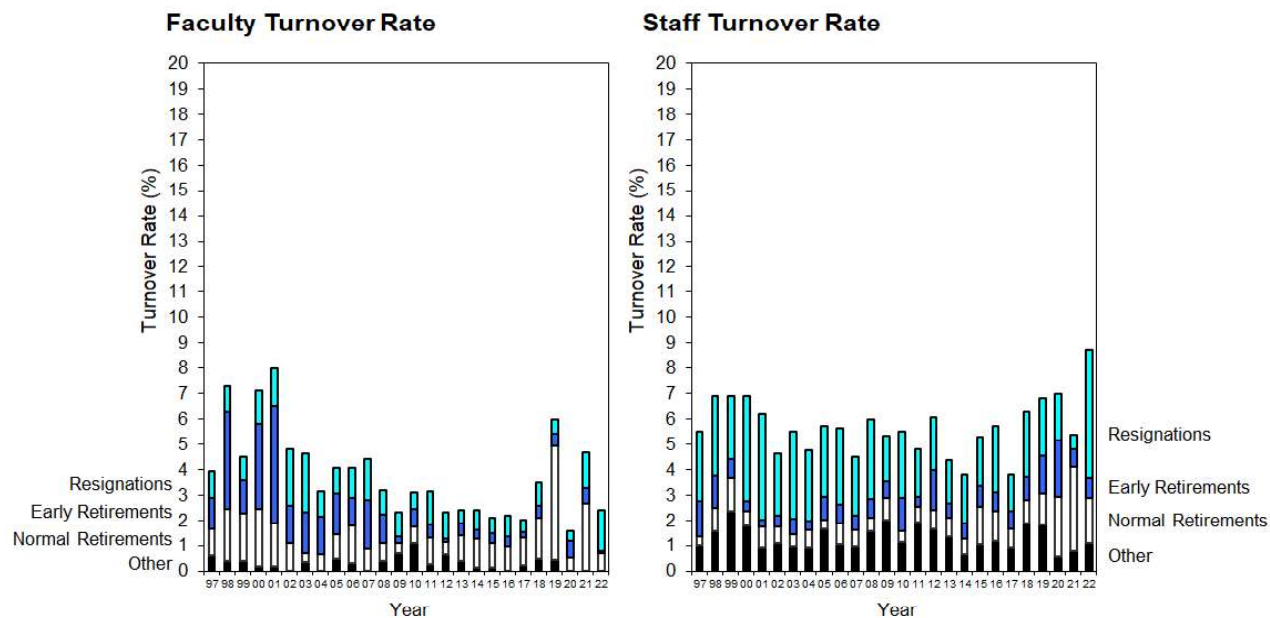 Faculty Turnover Rate
20
19
18
17
16
15
14
13
12
11
10
9
8
7
6
5
4
3
2
1
0
Turnover Rate (%)
Resignations
Early Retirements
Normal Retirements
Other
97 98 99 00 01 02 03 04 05 06 07 08 09 10 11 12 13 14 15 16 17 18 19 20 21 22
Year
Staff Turnover Rate
20
19
18
17
16
15
14
13
12
11
10
9
8
7
6
5
4
3
2
1
0
Turnover Rate (%)
97 98 99 00 01 02 03 04 05 06 07 08 09 10 11 12 13 14 15 16 17 18 19 20 21 22
Year
Resignations
Early Retirements
Normal Retirements
Other